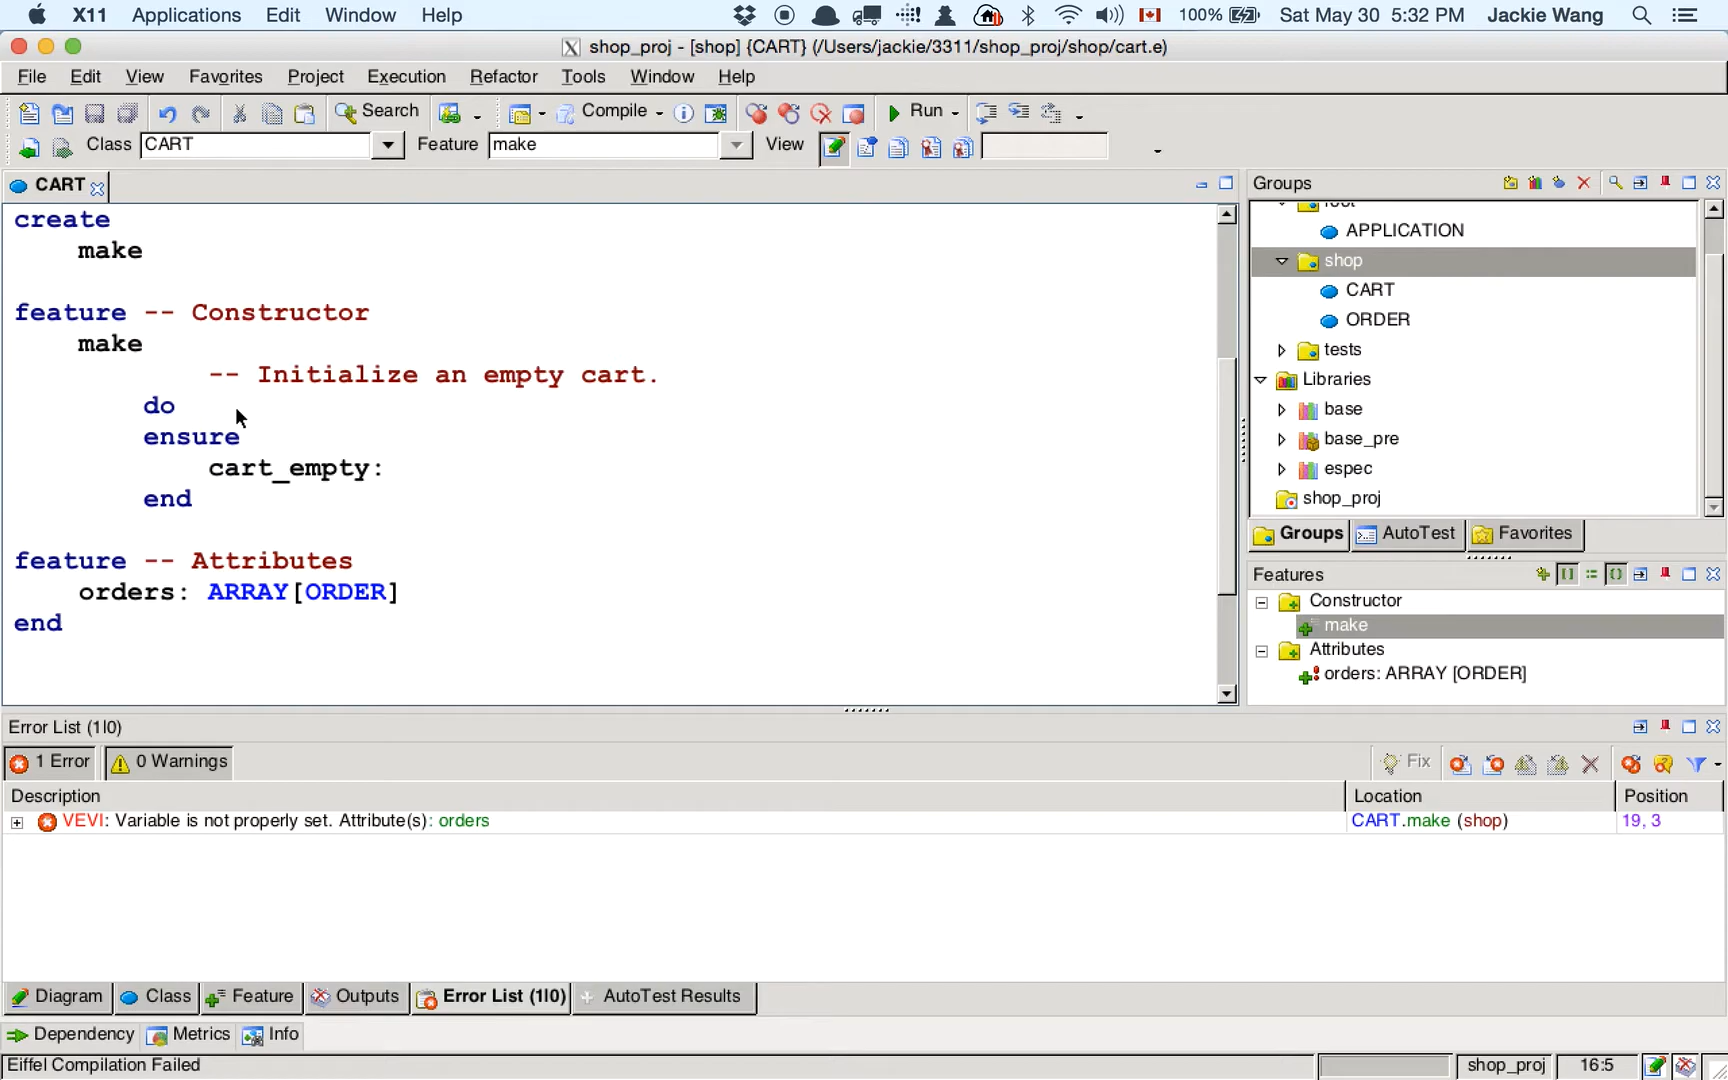 X11 Applications Edit Window Help 100% Sat May 30 5:32 PM Jackie Wang
shop_proj - [shop] {CART} (/Users/jackie/3311/shop_proj/shop/cart.e)
File Edit View Favorites Project Execution Refactor Tools Window Help
Search Compile Run
Class CART Feature make View
CART
create
make
feature -- Constructor
make
-- Initialize an empty cart.
do
ensure
cart_empty:
end
feature -- Attributes
orders: ARRAY[ORDER]
end
Groups
APPLICATION
shop
CART
ORDER
tests
Libraries
base
base_pre
espec
shop_proj
Groups AutoTest Favorites
Features
Constructor
make
Attributes
orders: ARRAY [ORDER]
Error List (1|0)
1 Error 0 Warnings Fix
Description Location Position
VEVI: Variable is not properly set. Attribute(s): orders CART.make (shop) 19, 3
Diagram Class Feature Outputs Error List (1|0) AutoTest Results
Dependency Metrics Info
Eiffel Compilation Failed shop_proj 16:5